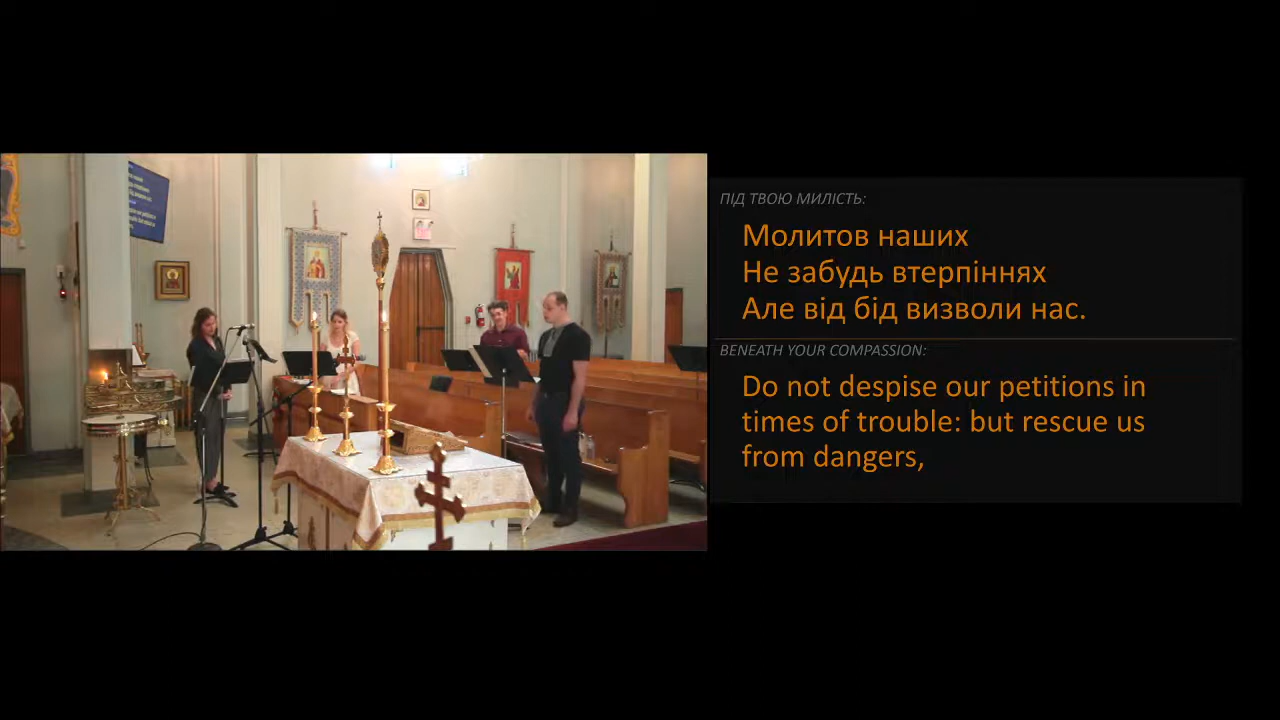 ПІД ТВОЮ МИЛІСТЬ:
Молитов наших
Не забудь втерпіннях
Але від бід визволи нас.
BENEATH YOUR COMPASSION:
Do not despise our petitions in
times of trouble: but rescue us
from dangers,